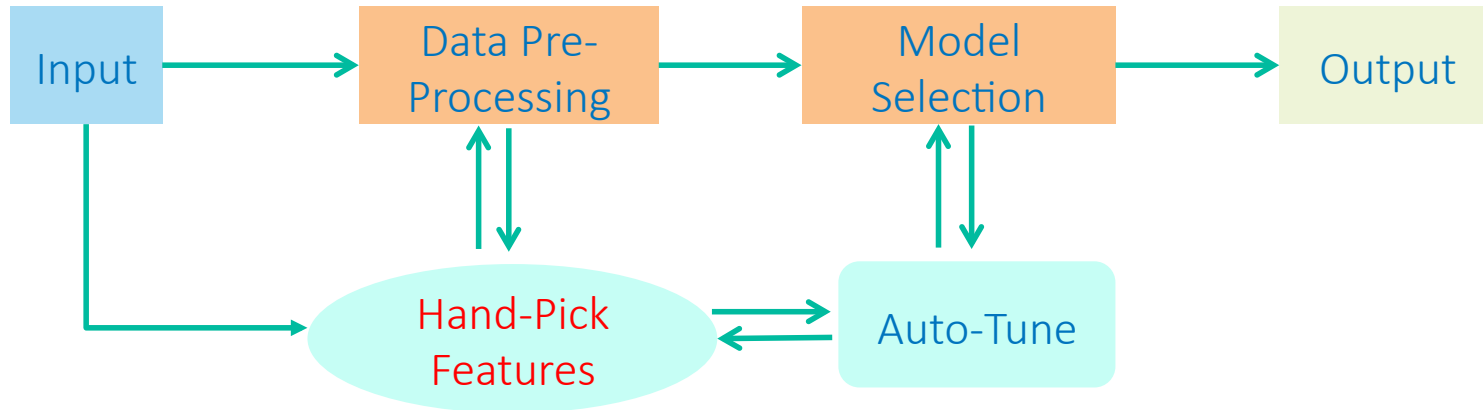 Input
Data Pre-
Processing
Model
Selection
Output
Hand-Pick
Features
Auto-Tune